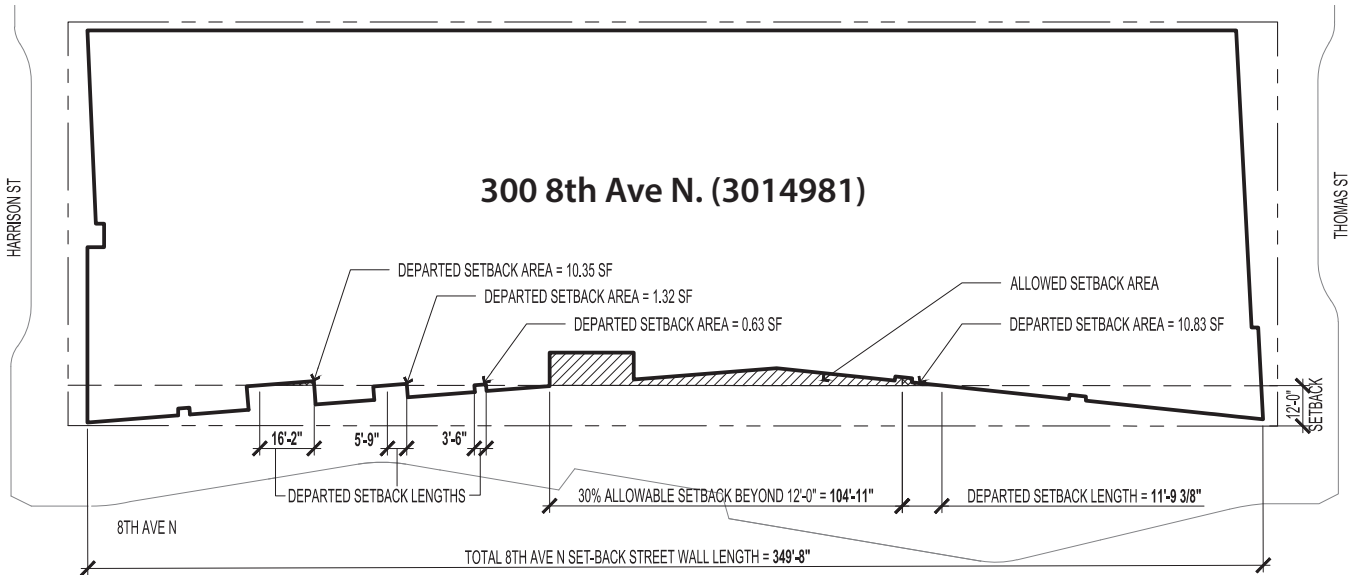 HARRISON ST
THOMAS ST
300 8th Ave N. (3014981)
DEPARTED SETBACK AREA = 10.35 SF
DEPARTED SETBACK AREA = 1.32 SF
DEPARTED SETBACK AREA = 0.63 SF
ALLOWED SETBACK AREA
DEPARTED SETBACK AREA = 10.83 SF
12'-0"
SETBACK
16'-2"
5'-9"
3'-6"
DEPARTED SETBACK LENGTHS
30% ALLOWABLE SETBACK BEYOND 12'-0" = 104'-11"
DEPARTED SETBACK LENGTH = 11'-9 3/8"
8TH AVE N
TOTAL 8TH AVE N SET-BACK STREET WALL LENGTH = 349'-8"